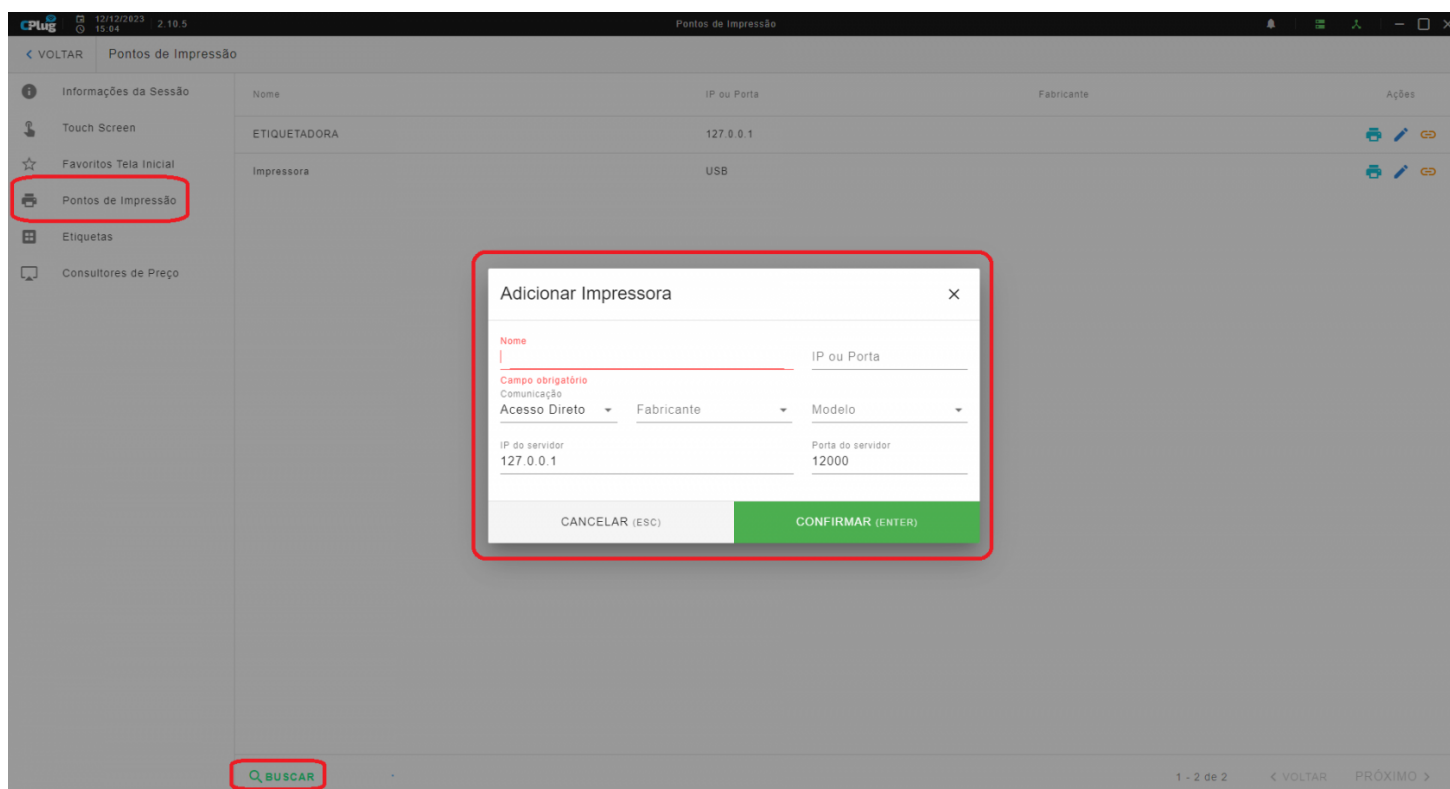 CPlug 12/12/2023 15:04 2.10.5 Pontos de Impressão
VOLTAR Pontos de Impressão
Informações da Sessão
Touch Screen
Favoritos Tela Inicial
Pontos de Impressão
Etiquetas
Consultores de Preço
Nome IP ou Porta Fabricante Ações
ETIQUETADORA 127.0.0.1
Impressora USB
Adicionar Impressora
Nome
IP ou Porta
Campo obrigatório
Comunicação
Acesso Direto Fabricante Modelo
IP do servidor Porta do servidor
127.0.0.1 12000
CANCELAR (ESC) CONFIRMAR (ENTER)
BUSCAR 1 - 2 de 2 VOLTAR PRÓXIMO